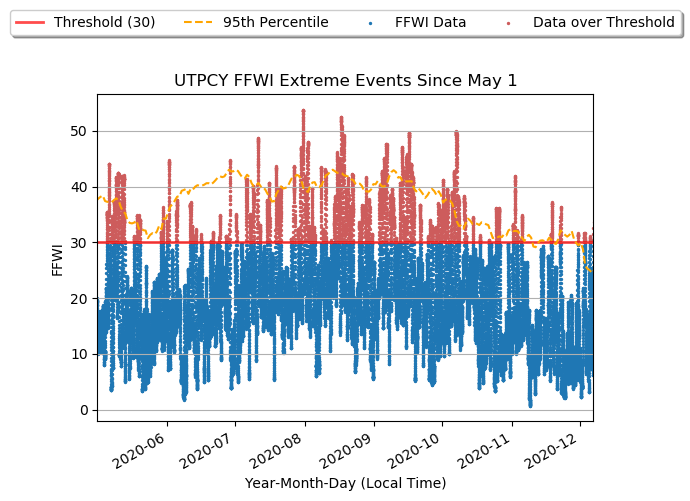 Threshold (30) 95th Percentile FFWI Data Data over Threshold
UTPCY FFWI Extreme Events Since May 1
50
40
30
20
10
0
FFWI
2020-06 2020-07 2020-08 2020-09 2020-10 2020-11 2020-12
Year-Month-Day (Local Time)